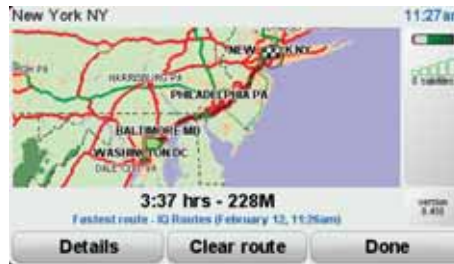 New York NY
11:27am
NEW YORK NY
HARRISBURG PA
PHILADELPHIA PA
BALTIMORE MD
WASHINGTON DC
3:37 hrs - 228M
Fastest route - IQ Routes (February 12, 11:26am)
version
Details
Clear route
Done